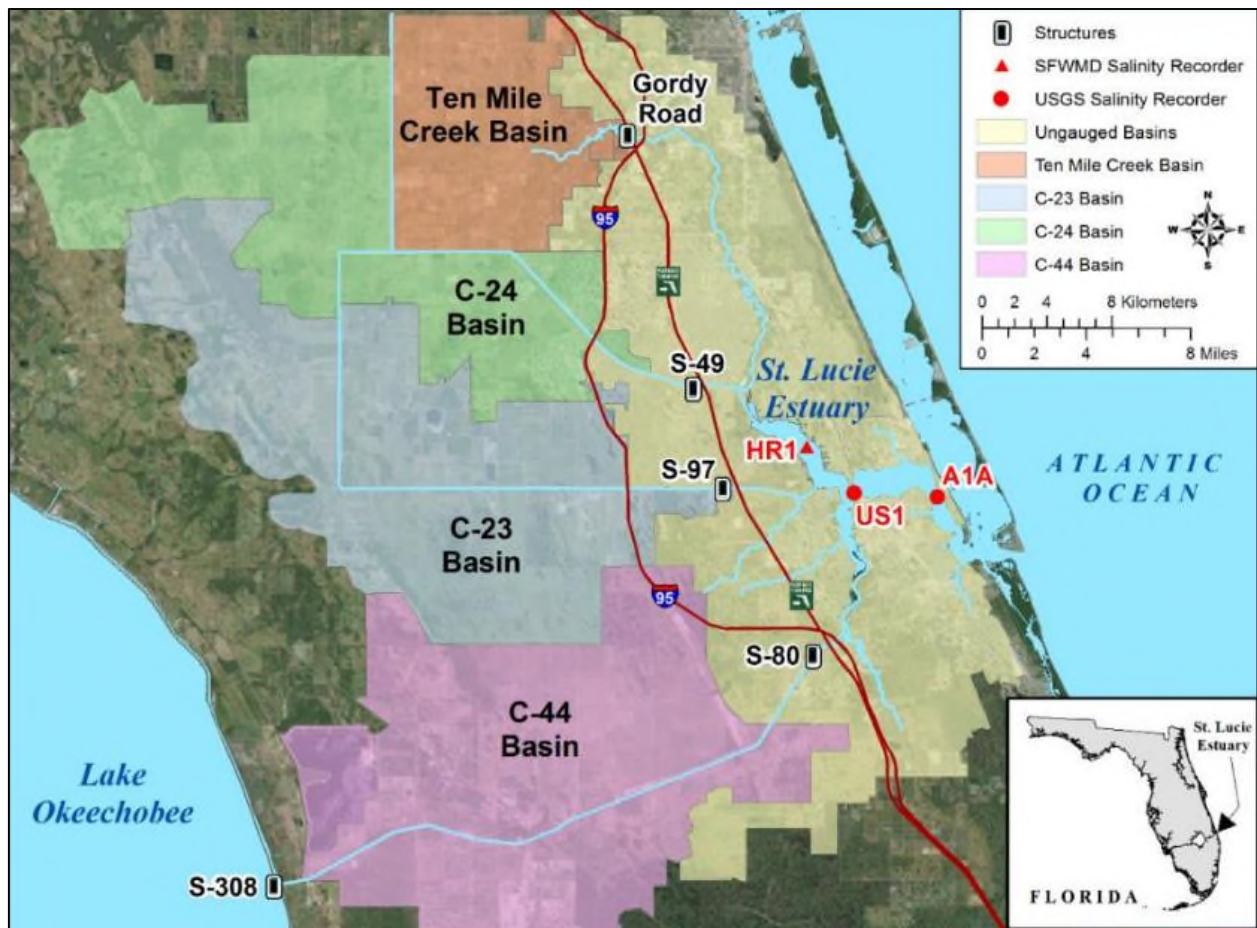 Structures
SFWMD Salinity Recorder
USGS Salinity Recorder
Ungauged Basins
Ten Mile Creek Basin
C-23 Basin
C-24 Basin
C-44 Basin
N
W E
S
0 2 4 8 Kilometers
0 2 4 8 Miles
Ten Mile
Creek Basin
Gordy
Road
95
C-24
Basin
S-49
St. Lucie
Estuary
HR1
S-97
A1A
US1
ATLANTIC
OCEAN
C-23
Basin
95
S-80
C-44
Basin
Lake
Okeechobee
S-308
St. Lucie
Estuary
FLORIDA